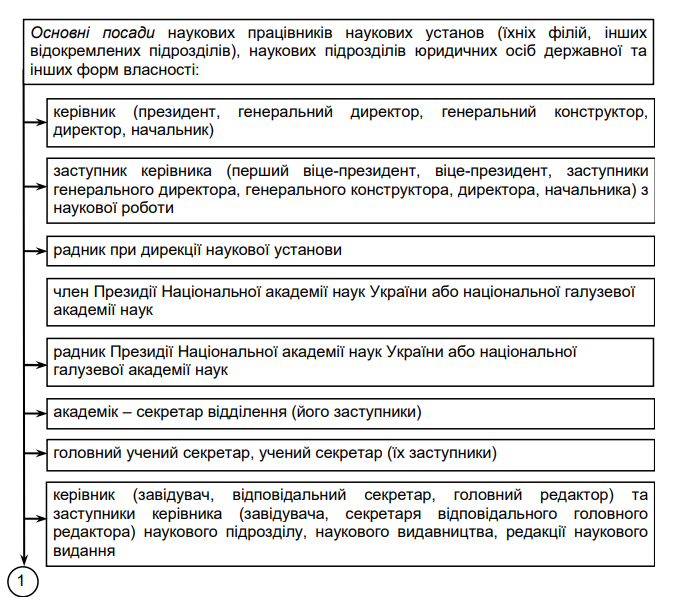 Основні посади наукових працівників наукових установ (їхніх філій, інших
відокремлених підрозділів), наукових підрозділів юридичних осіб державної та
інших форм власності:
керівник (президент, генеральний директор, генеральний конструктор,
директор, начальник)
заступник керівника (перший віце-президент, віце-президент, заступники
генерального директора, генерального конструктора, директора, начальника) з
наукової роботи
радник при дирекції наукової установи
член Президії Національної академії наук України або національної галузевої
академії наук
радник Президії Національної академії наук України або національної
галузевої академії наук
академік – секретар відділення (його заступники)
головний учений секретар, учений секретар (їх заступники)
керівник (завідувач, відповідальний секретар, головний редактор) та
заступники керівника (завідувача, секретаря відповідального головного
редактора) наукового підрозділу, наукового видавництва, редакції наукового
видання
1